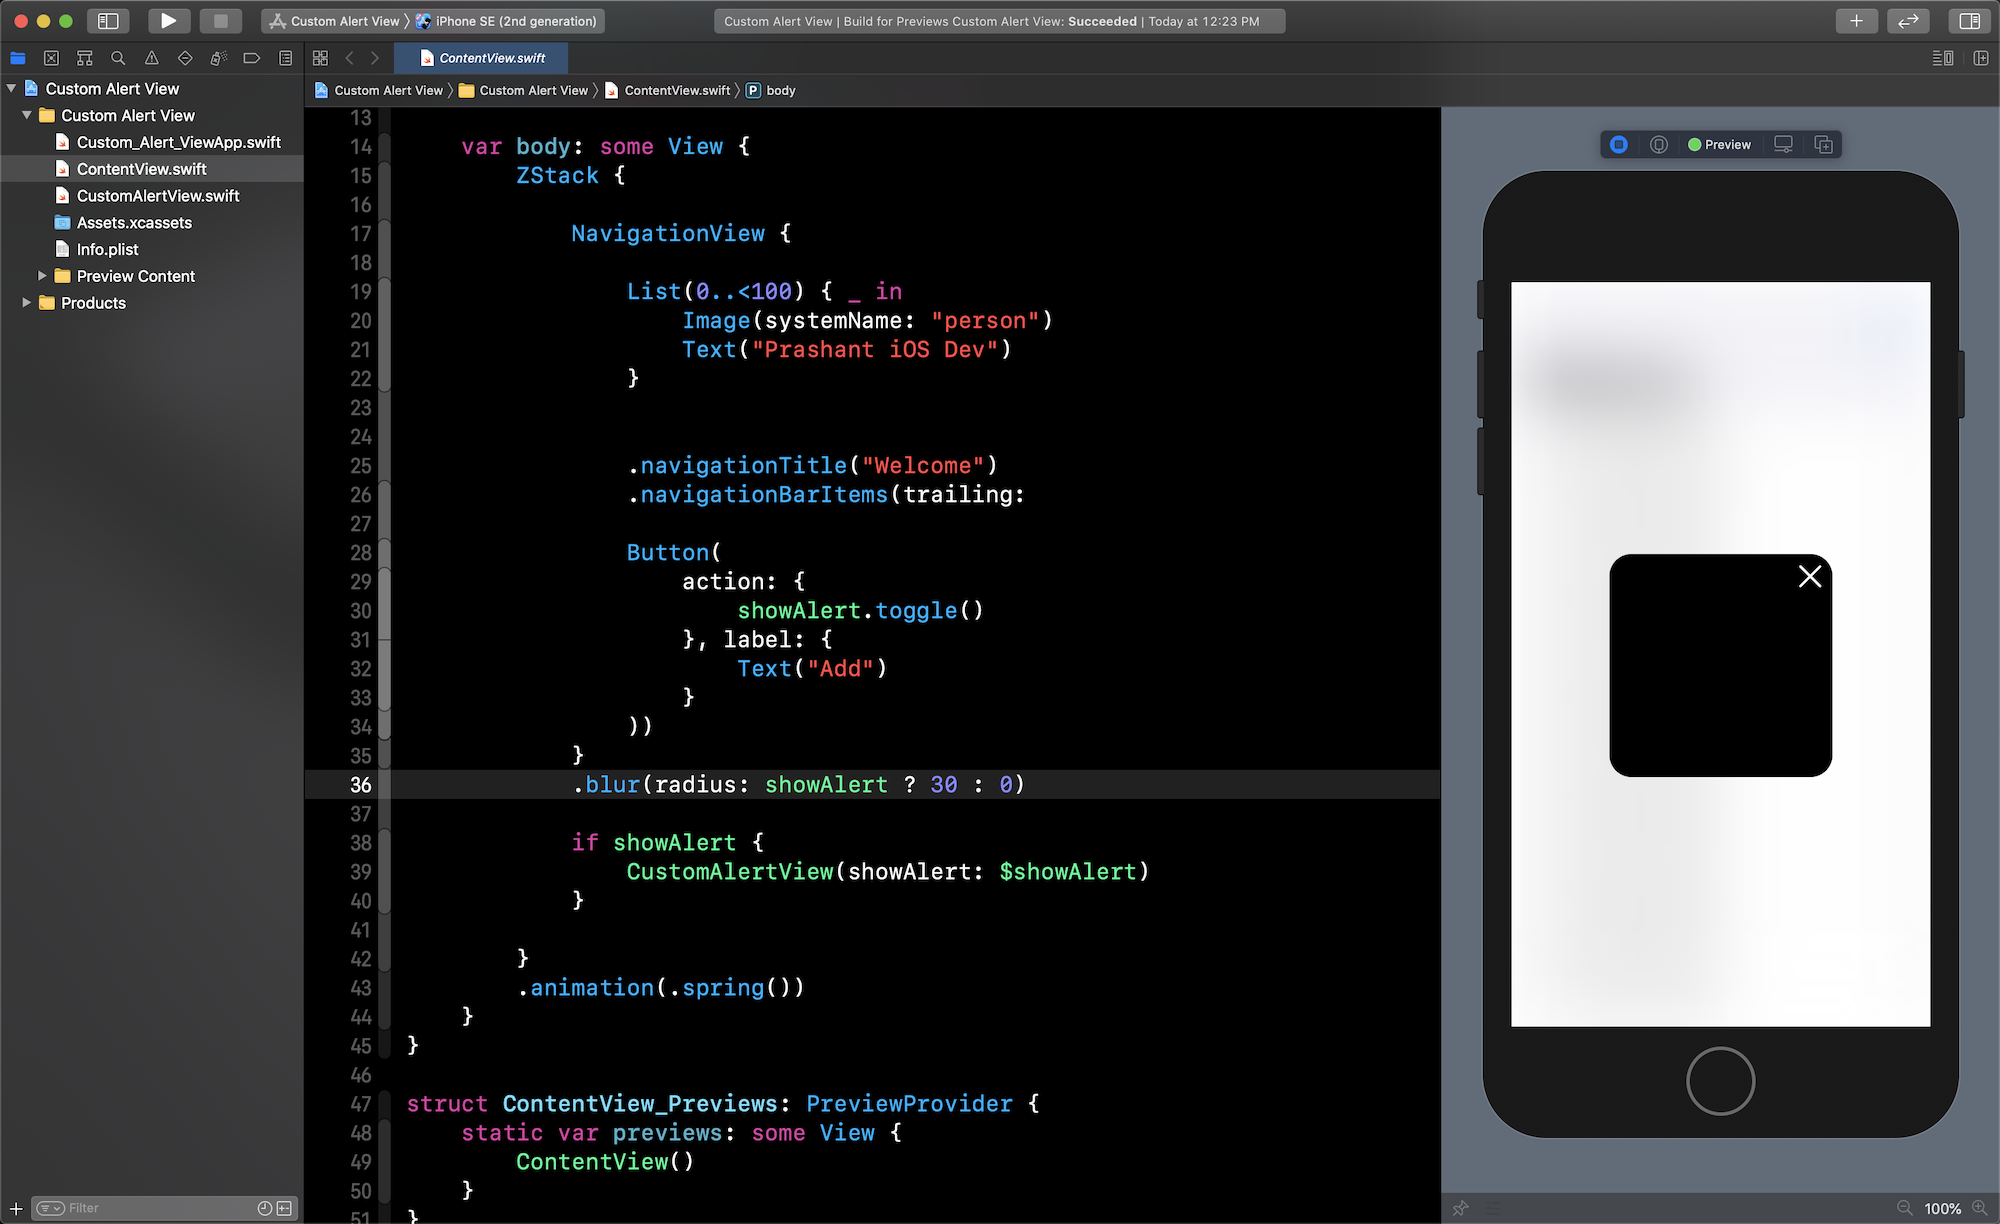 Custom Alert View 〉 iPhone SE (2nd generation)
Custom Alert View | Build for Previews Custom Alert View: Succeeded | Today at 12:23 PM
ContentView.swift
Custom Alert View 〉 Custom Alert View 〉 ContentView.swift 〉 P body
Custom Alert View
Custom Alert View
Custom_Alert_ViewApp.swift
ContentView.swift
CustomAlertView.swift
Assets.xcassets
Info.plist
Preview Content
Products
Filter
13
14 var body: some View {
15 ZStack {
16
17 NavigationView {
18
19 List(0..<100) { _ in
20 Image(systemName: "person")
21 Text("Prashant iOS Dev")
22 }
23
24
25 .navigationTitle("Welcome")
26 .navigationBarItems(trailing:
27
28 Button(
29 action: {
30 showAlert.toggle()
31 }, label: {
32 Text("Add")
33 }
34 ))
35 }
36 .blur(radius: showAlert ? 30 : 0)
37
38 if showAlert {
39 CustomAlertView(showAlert: $showAlert)
40 }
41
42 }
43 .animation(.spring())
44 }
45 }
46
47 struct ContentView_Previews: PreviewProvider {
48 static var previews: some View {
49 ContentView()
50 }
51 }
Preview
100%